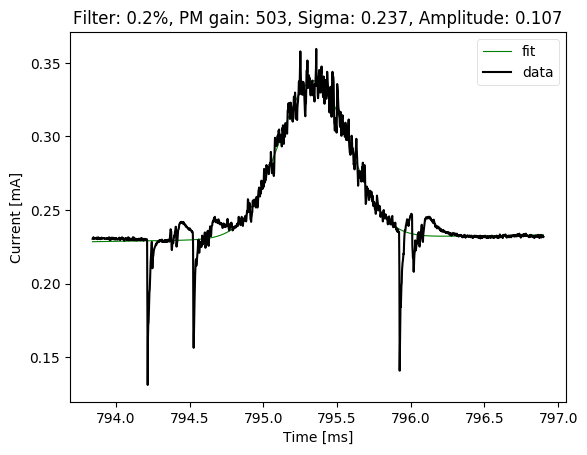 Filter: 0.2%, PM gain: 503, Sigma: 0.237, Amplitude: 0.107
fit
data
0.35
0.30
0.25
0.20
0.15
Current [mA]
794.0 794.5 795.0 795.5 796.0 796.5 797.0
Time [ms]